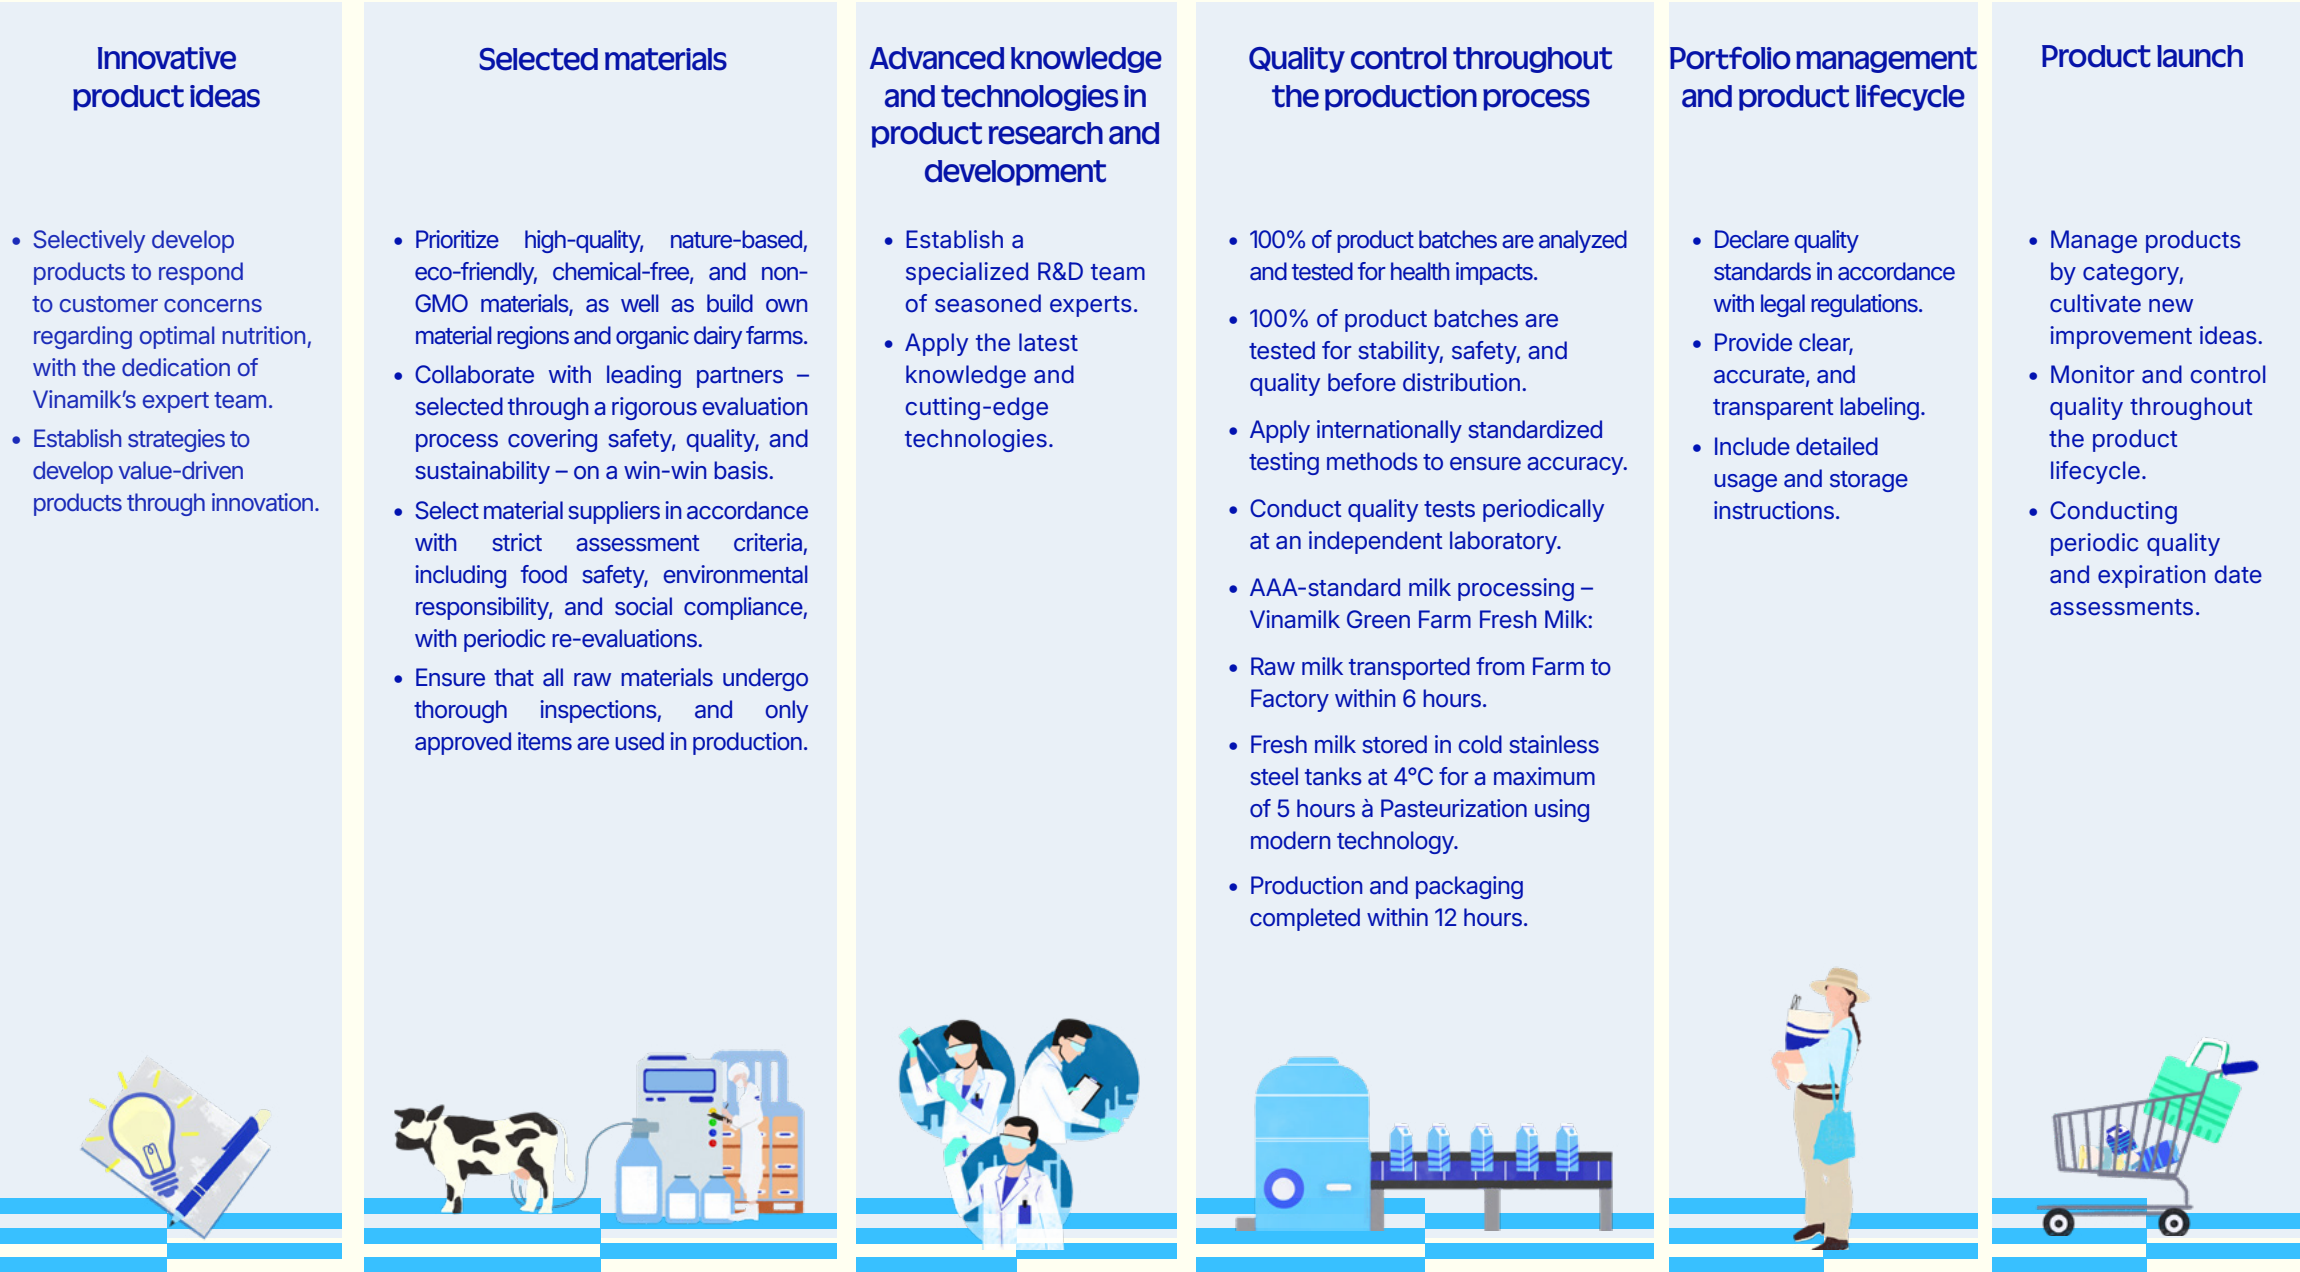 Innovative
product ideas
• Selectively develop
products to respond
to customer concerns
regarding optimal nutrition,
with the dedication of
Vinamilk’s expert team.
• Establish strategies to
develop value-driven
products through innovation.
Selected materials
• Prioritize high-quality, nature-based,
eco-friendly, chemical-free, and non-
GMO materials, as well as build own
material regions and organic dairy farms.
• Collaborate with leading partners –
selected through a rigorous evaluation
process covering safety, quality, and
sustainability – on a win-win basis.
• Select material suppliers in accordance
with strict assessment criteria,
including food safety, environmental
responsibility, and social compliance,
with periodic re-evaluations.
• Ensure that all raw materials undergo
thorough inspections, and only
approved items are used in production.
Advanced knowledge
and technologies in
product research and
development
• Establish a
specialized R&D team
of seasoned experts.
• Apply the latest
knowledge and
cutting-edge
technologies.
Quality control throughout
the production process
• 100% of product batches are analyzed
and tested for health impacts.
• 100% of product batches are
tested for stability, safety, and
quality before distribution.
• Apply internationally standardized
testing methods to ensure accuracy.
• Conduct quality tests periodically
at an independent laboratory.
• AAA-standard milk processing –
Vinamilk Green Farm Fresh Milk:
• Raw milk transported from Farm to
Factory within 6 hours.
• Fresh milk stored in cold stainless
steel tanks at 4°C for a maximum
of 5 hours à Pasteurization using
modern technology.
• Production and packaging
completed within 12 hours.
Portfolio management
and product lifecycle
• Declare quality
standards in accordance
with legal regulations.
• Provide clear,
accurate, and
transparent labeling.
• Include detailed
usage and storage
instructions.
Product launch
• Manage products
by category,
cultivate new
improvement ideas.
• Monitor and control
quality throughout
the product
lifecycle.
• Conducting
periodic quality
and expiration date
assessments.